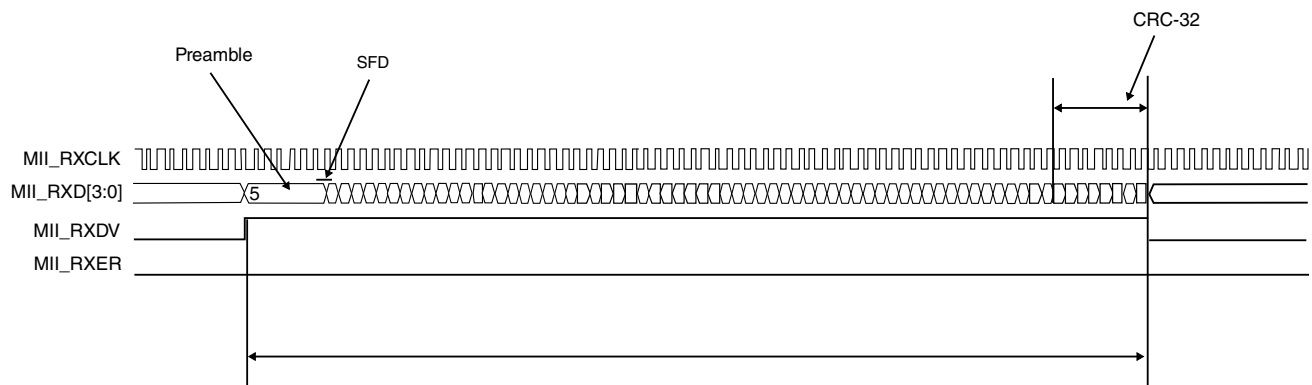 CRC-32
Preamble
SFD
MII_RXCLK
MII_RXD[3:0]
5
MII_RXDV
MII_RXER